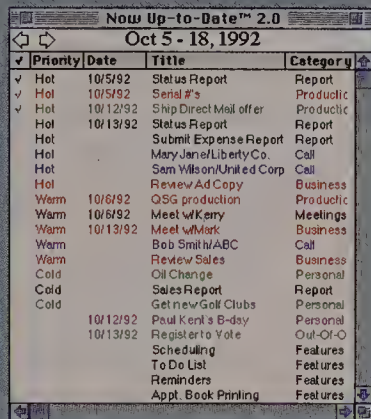 Now Up-to-Date™ 2.0
Oct 5 - 18, 1992
✓ Priority Date Title Category
Hot 10/5/92 Status Report Report
✓ Hot 10/5/92 Serial #'s Productic
✓ Hot 10/12/92 Ship Direct Mail offer Productic
Hot 10/13/92 Status Report Report
Hot Submit Expense Report Report
Hot Mary Jane/Liberty Co. Call
Hot Sam Wilson/United Corp Call
Hot Review Ad Copy Business
Warm 10/6/92 QSG production Productic
Warm 10/6/92 Meet w/Kerry Meetings
Warm 10/13/92 Meet w/Mark Business
Warm Bob Smith/ABC Call
Warm Review Sales Business
Cold Oil Change Personal
Cold Sales Report Report
Cold Get new Golf Clubs Personal
10/12/92 Paul Kent's B-day Personal
10/13/92 Register to Vote Out-Of-O
Scheduling Features
To Do List Features
Reminders Features
Appt. Book Printing Features